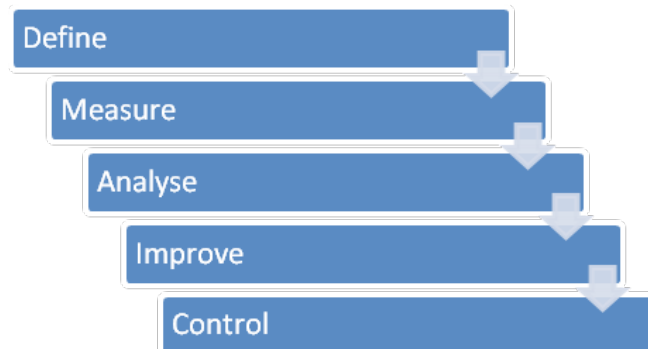 Define
Measure
Analyse
Improve
Control